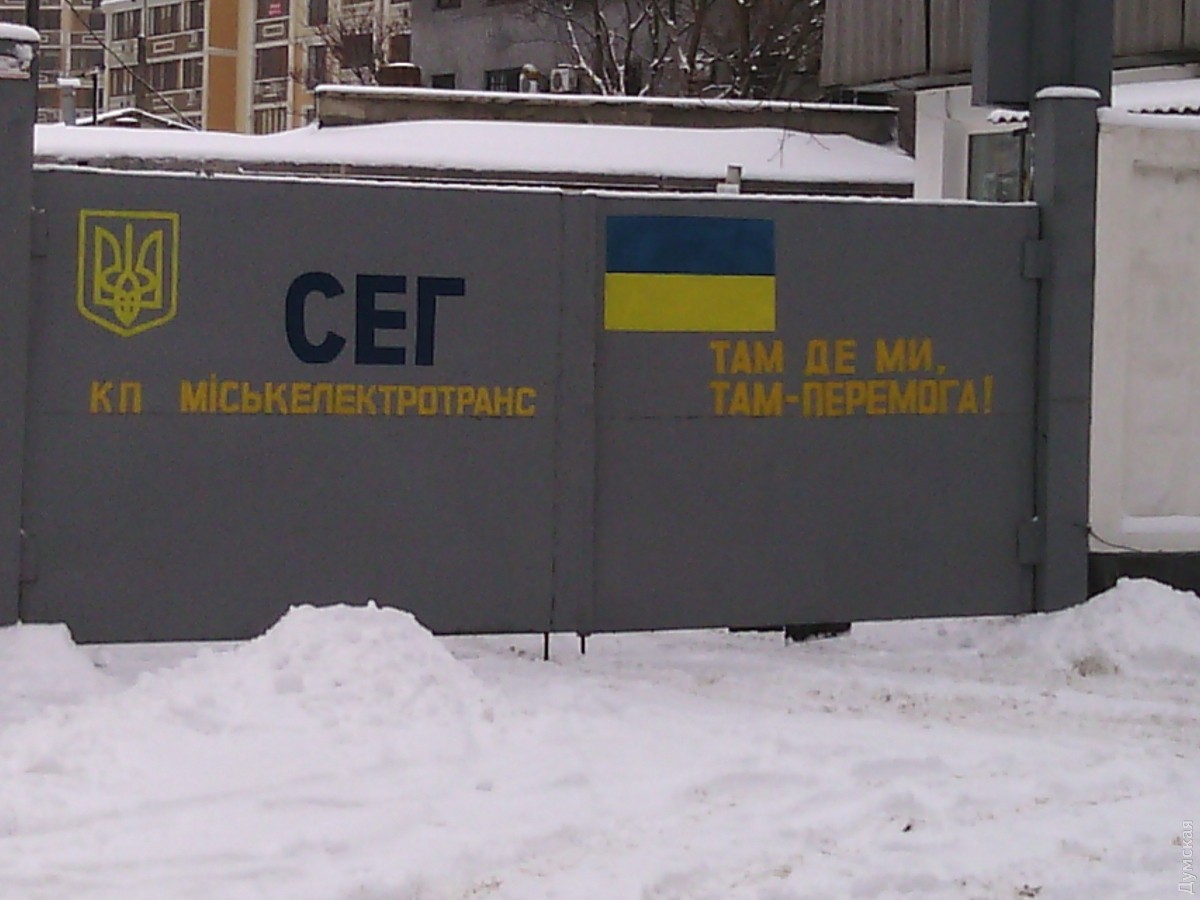 СЕГ
КП МІСЬКЕЛЕКТРОТРАНС
ТАМ ДЕ МИ,
ТАМ-ПЕРЕМОГА!
Думская